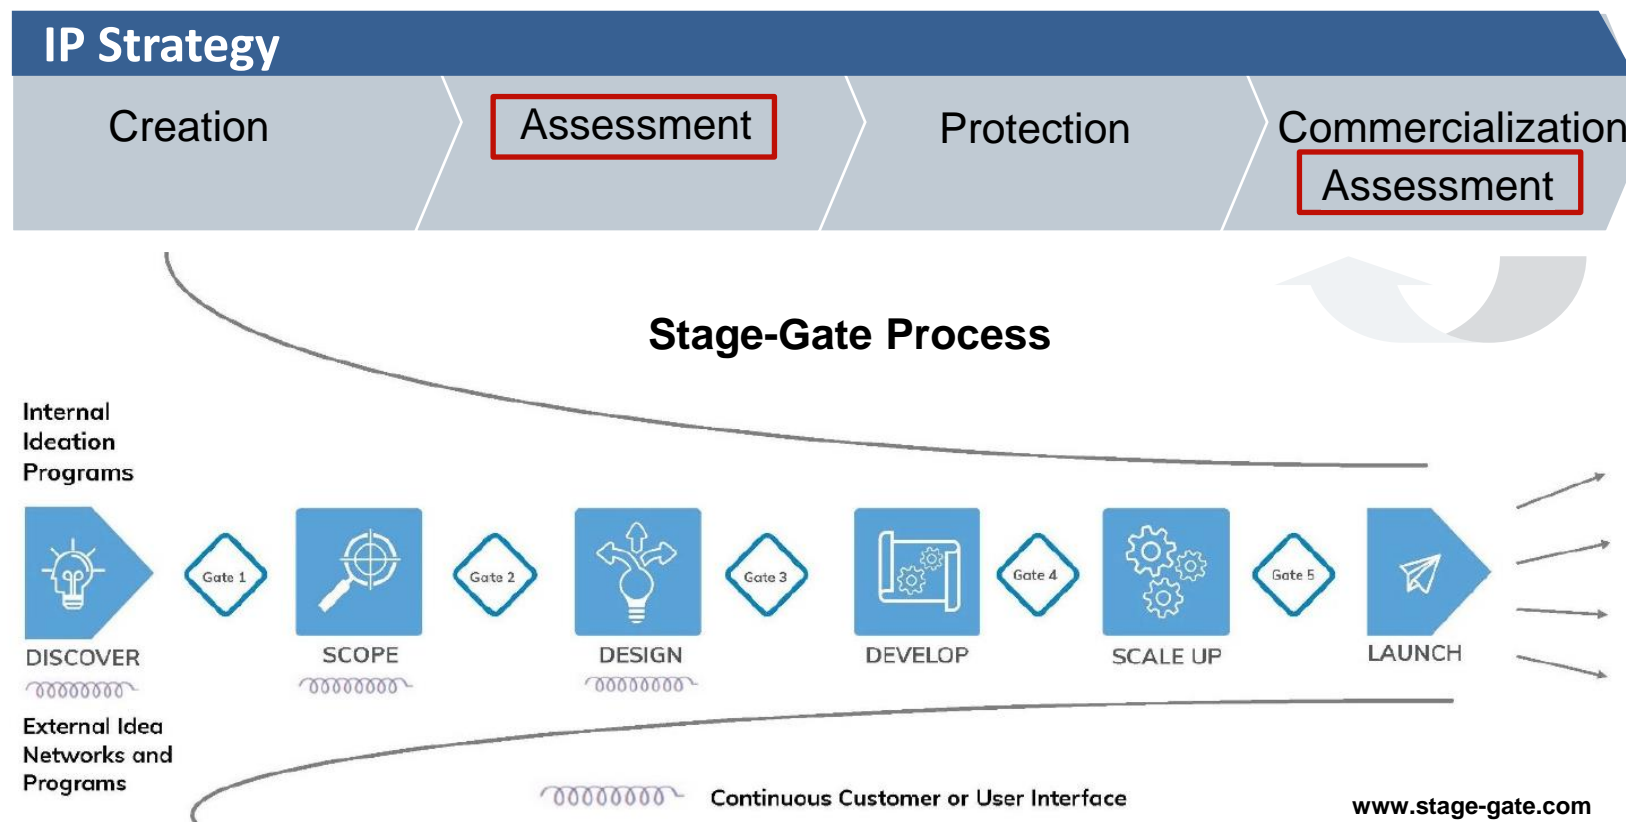 IP Strategy
Creation
Assessment
Protection
Commercialization
Assessment
Stage-Gate Process
Internal
Ideation
Programs
Gate 1
Gate 2
Gate 3
Gate 4
Gate 5
DISCOVER
SCOPE
DESIGN
DEVELOP
SCALE UP
LAUNCH
External Idea
Networks and
Programs
Continuous Customer or User Interface
www.stage-gate.com